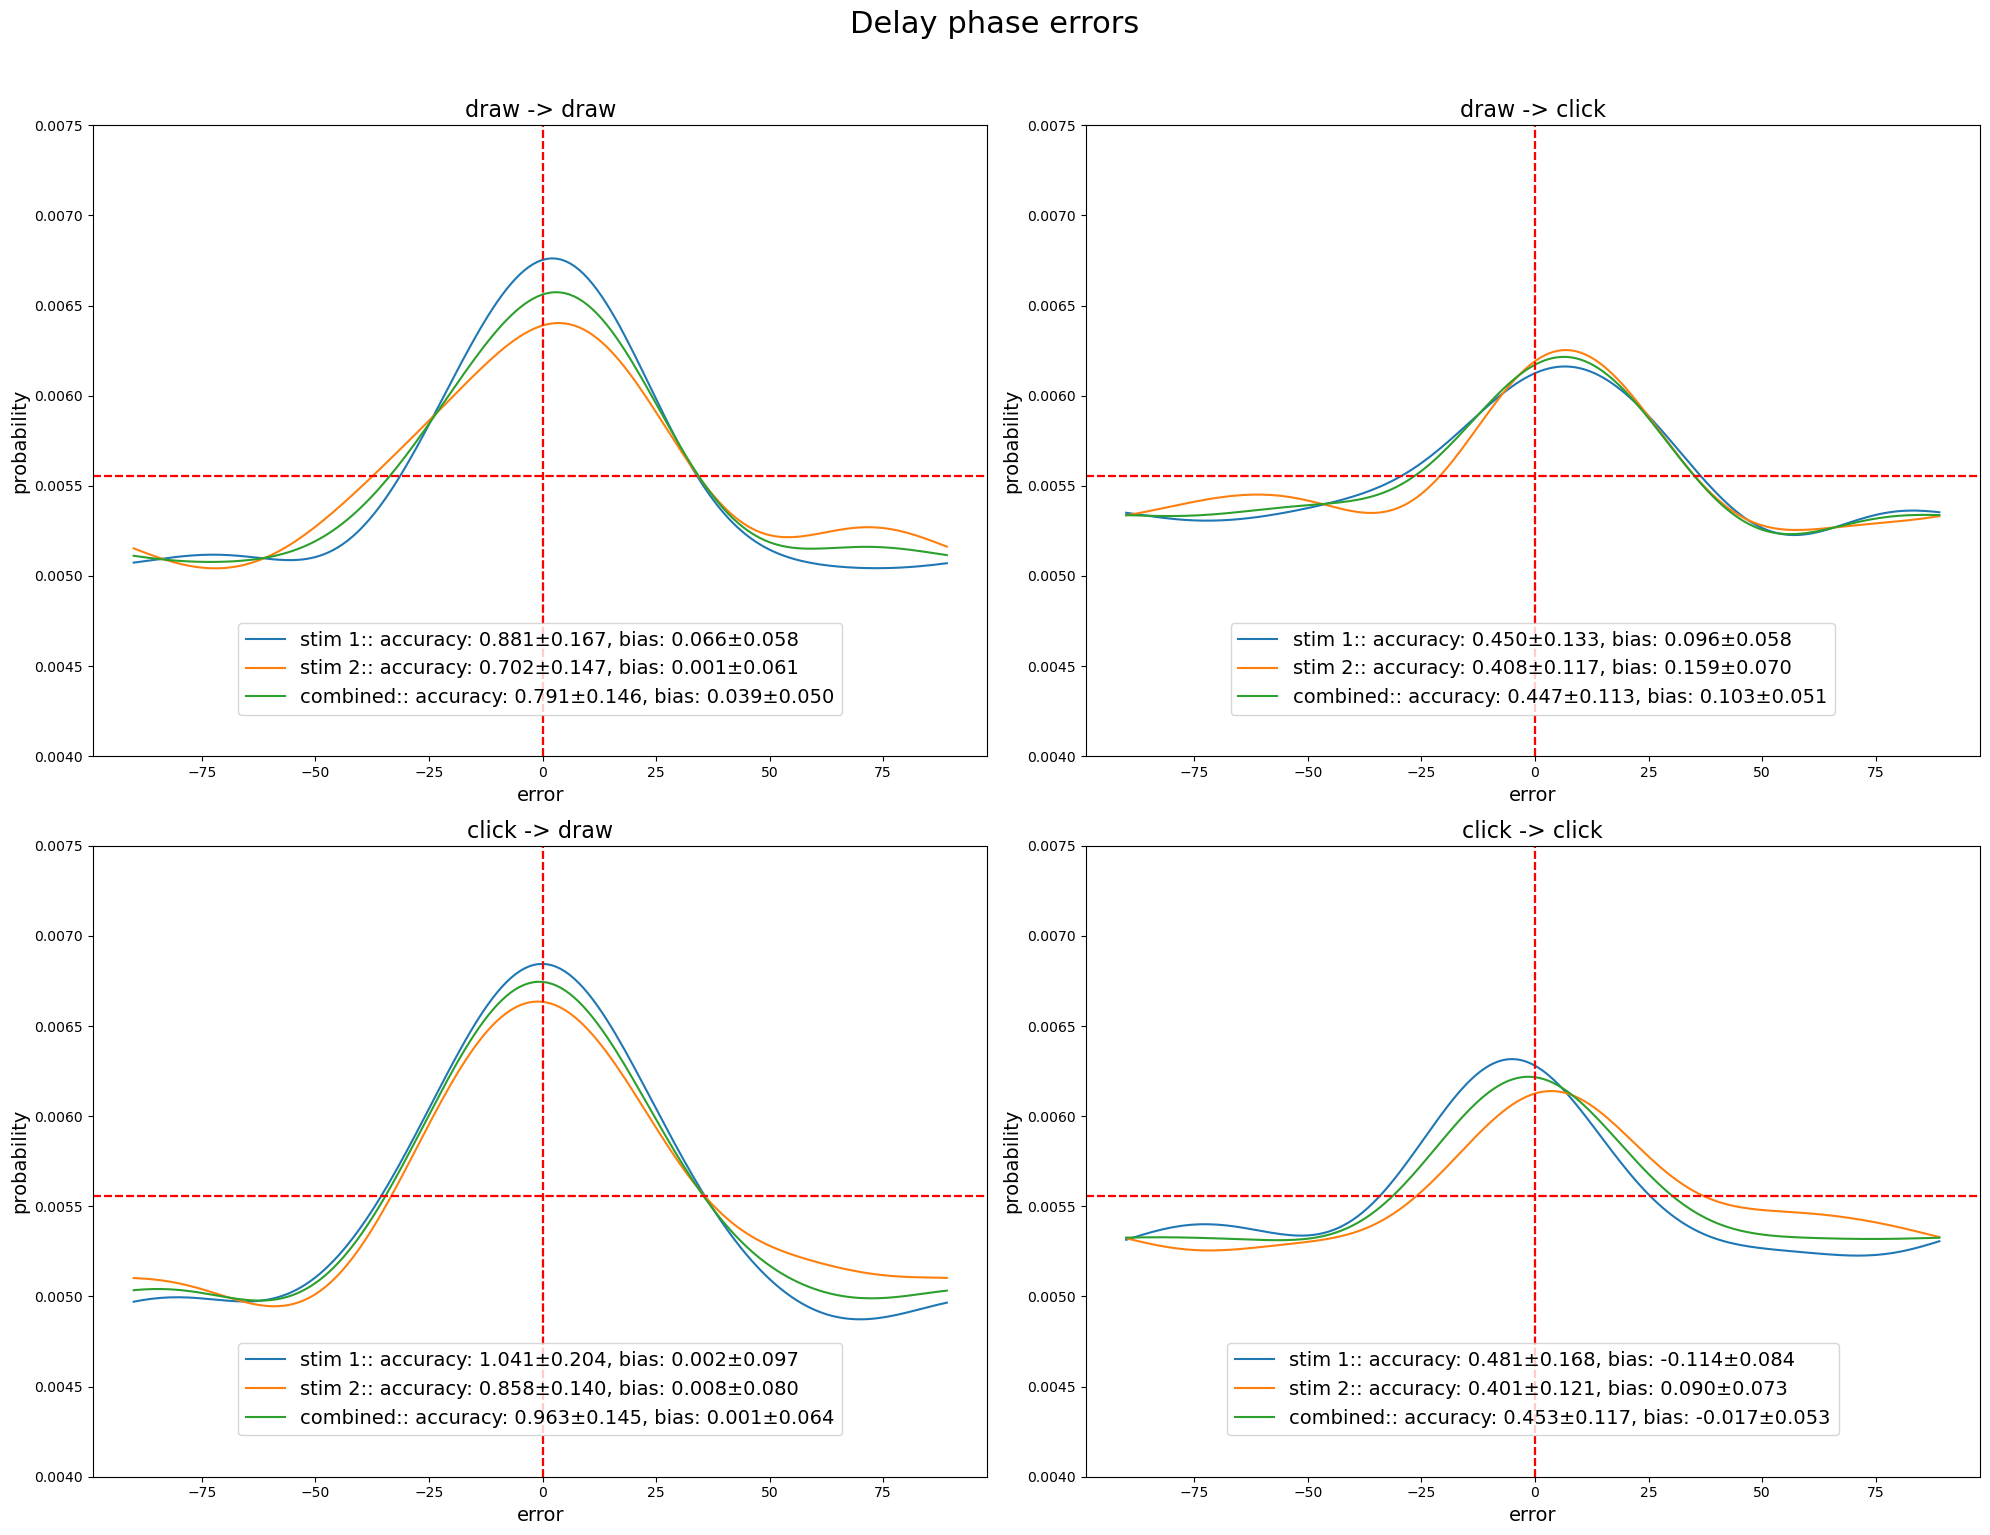 Delay phase errors
draw -> draw
0.0075
0.0070
0.0065
0.0060
0.0055
0.0050
0.0045
0.0040
probability
stim 1:: accuracy: 0.881±0.167, bias: 0.066±0.058
stim 2:: accuracy: 0.702±0.147, bias: 0.001±0.061
combined:: accuracy: 0.791±0.146, bias: 0.039±0.050
−75 −50 −25 0 25 50 75
error
draw -> click
0.0075
0.0070
0.0065
0.0060
0.0055
0.0050
0.0045
0.0040
probability
stim 1:: accuracy: 0.450±0.133, bias: 0.096±0.058
stim 2:: accuracy: 0.408±0.117, bias: 0.159±0.070
combined:: accuracy: 0.447±0.113, bias: 0.103±0.051
−75 −50 −25 0 25 50 75
error
click -> draw
0.0075
0.0070
0.0065
0.0060
0.0055
0.0050
0.0045
0.0040
probability
stim 1:: accuracy: 1.041±0.204, bias: 0.002±0.097
stim 2:: accuracy: 0.858±0.140, bias: 0.008±0.080
combined:: accuracy: 0.963±0.145, bias: 0.001±0.064
−75 −50 −25 0 25 50 75
error
click -> click
0.0075
0.0070
0.0065
0.0060
0.0055
0.0050
0.0045
0.0040
probability
stim 1:: accuracy: 0.481±0.168, bias: -0.114±0.084
stim 2:: accuracy: 0.401±0.121, bias: 0.090±0.073
combined:: accuracy: 0.453±0.117, bias: -0.017±0.053
−75 −50 −25 0 25 50 75
error